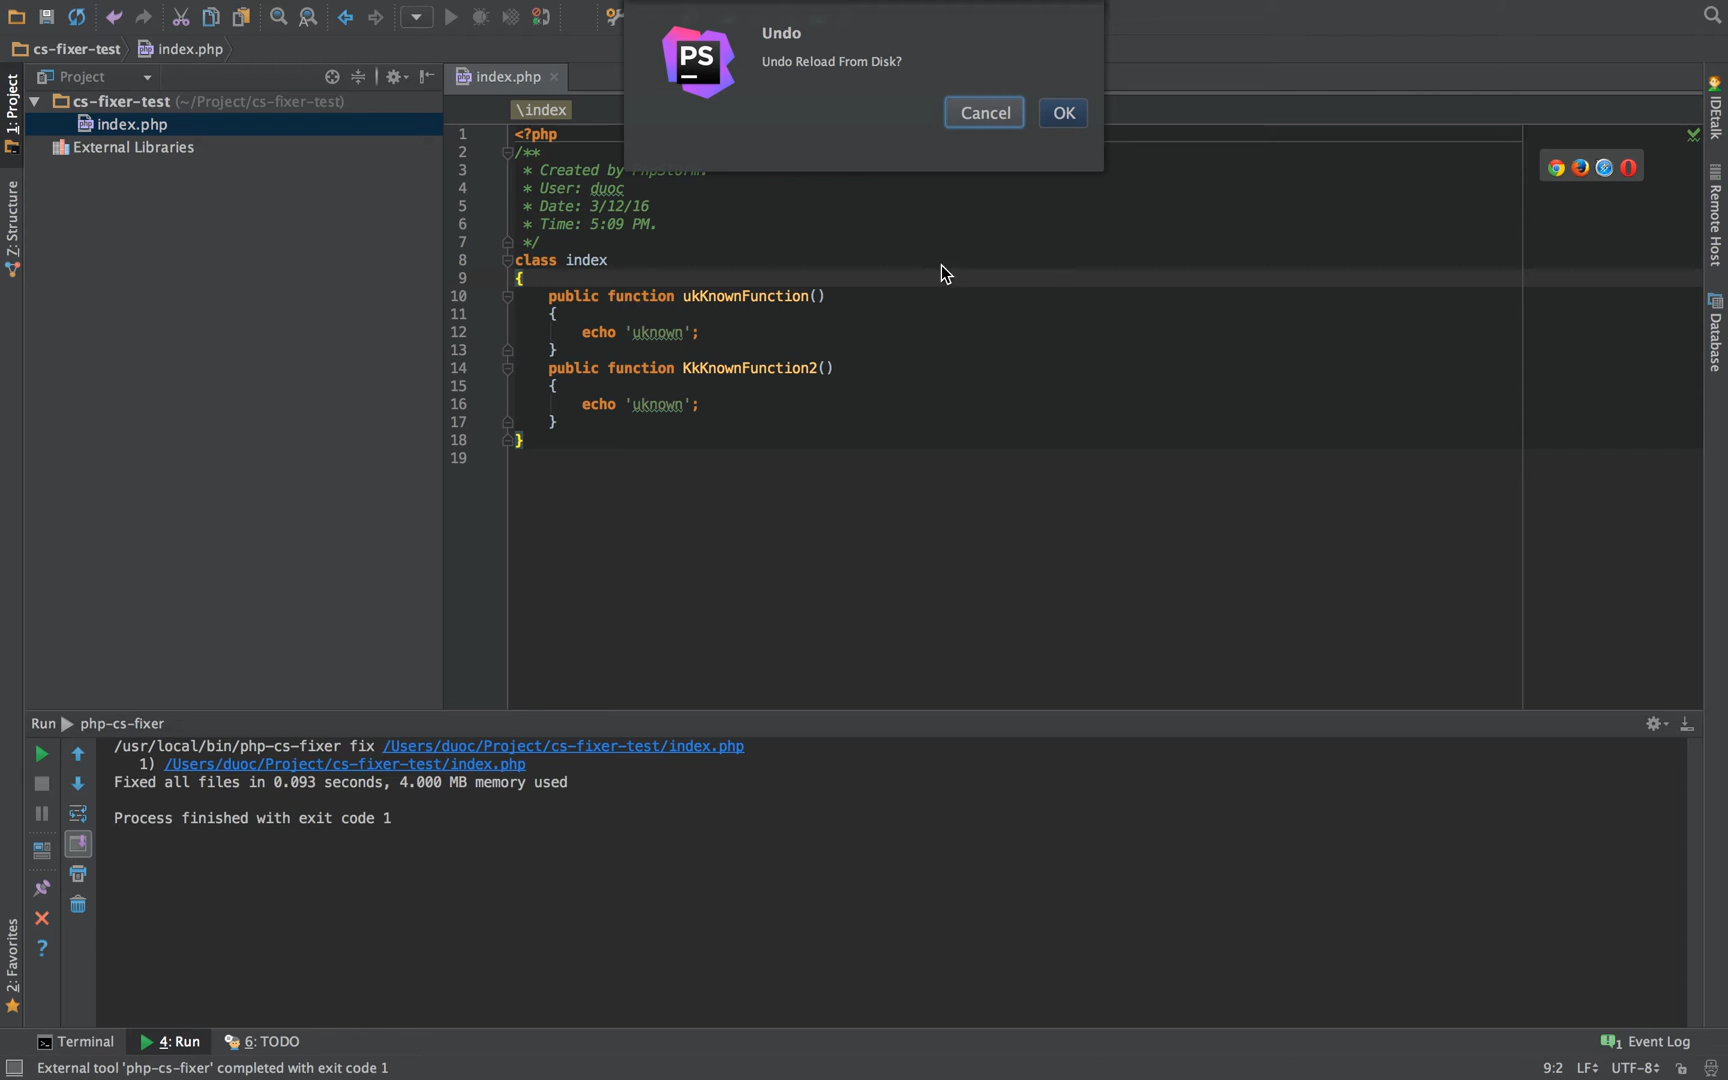 Undo
PS
Undo Reload From Disk?
Cancel
OK
cs-fixer-test
index.php
Project
index.php
1: Project
cs-fixer-test (~/Project/cs-fixer-test)
index.php
External Libraries
Z: Structure
2: Favorites
\index
1 <?php
2 /**
3 * Created by PhpStorm.
4 * User: duoc
5 * Date: 3/12/16
6 * Time: 5:09 PM.
7 */
8 class index
9 {
10 public function ukKnownFunction()
11 {
12 echo 'uknown';
13 }
14 public function KkKnownFunction2()
15 {
16 echo 'uknown';
17 }
18 }
19
IDEtalk
Remote Host
Database
Run php-cs-fixer
/usr/local/bin/php-cs-fixer fix /Users/duoc/Project/cs-fixer-test/index.php
1) /Users/duoc/Project/cs-fixer-test/index.php
Fixed all files in 0.093 seconds, 4.000 MB memory used
Process finished with exit code 1
Terminal
4: Run
6: TODO
1 Event Log
External tool 'php-cs-fixer' completed with exit code 1
9:2 LF UTF-8